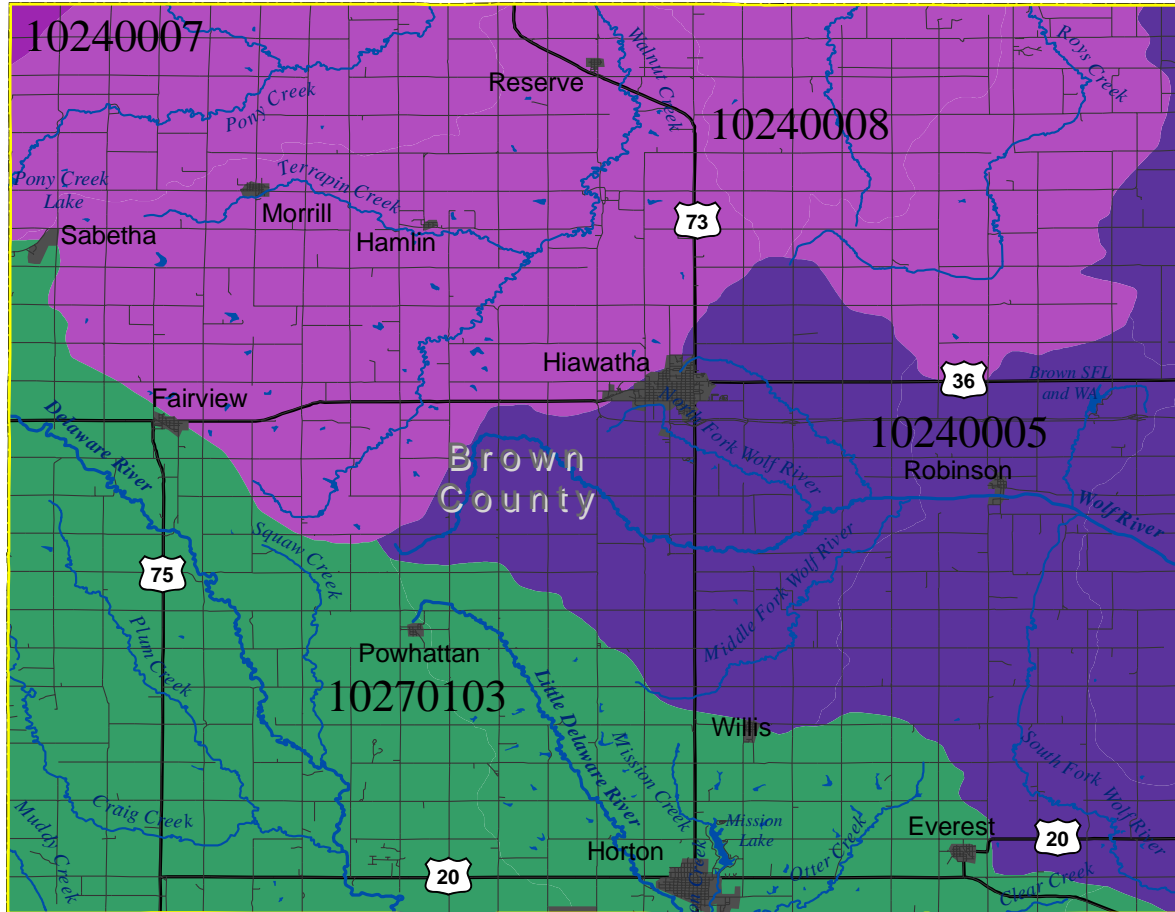 10240007
Reserve
Walnut Creek
Roys Creek
Pony Creek
10240008
Pony Creek
Lake
Terrapin Creek
Morrill
Sabetha
Hamlin
73
Hiawatha
36
Brown SFL
and WA
Fairview
Delaware River
North Fork Wolf River
10240005
Brown
County
Robinson
Wolf River
Squaw Creek
75
Middle Fork Wolf River
Plum Creek
Powhattan
10270103
Little Delaware River
Willis
Mission Creek
South Fork Wolf River
Muddy Creek
Craig Creek
Mission
Lake
Everest
20
Horton
Otter Creek
20
Clear Creek